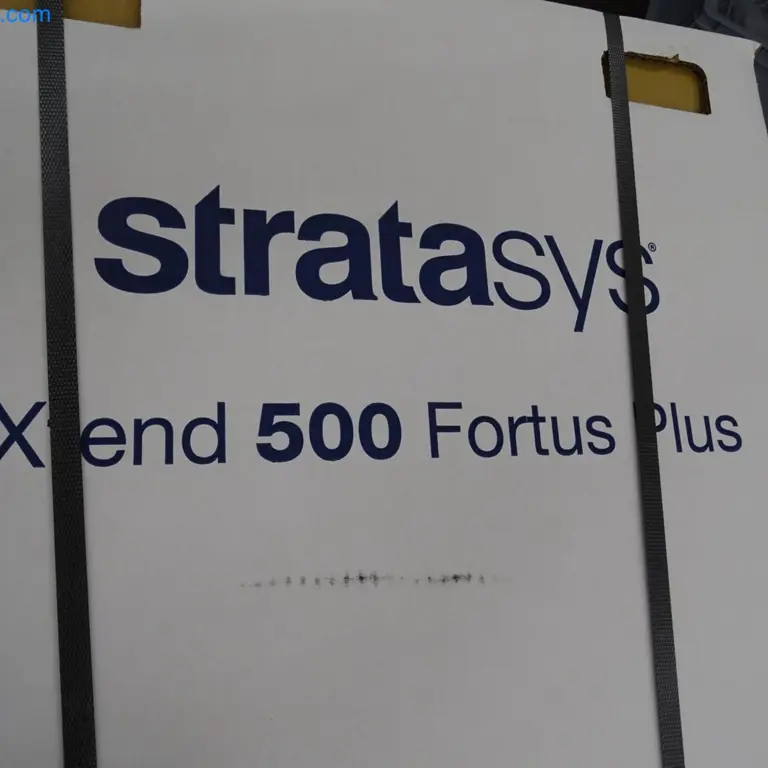 .com
stratasys®
X end 500 Fortus Plus